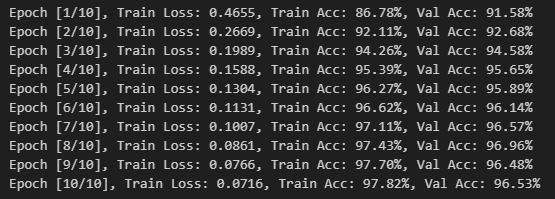 Epoch [1/10], Train Loss: 0.4655, Train Acc: 86.78%, Val Acc: 91.58%
Epoch [2/10], Train Loss: 0.2669, Train Acc: 92.11%, Val Acc: 92.68%
Epoch [3/10], Train Loss: 0.1989, Train Acc: 94.26%, Val Acc: 94.58%
Epoch [4/10], Train Loss: 0.1588, Train Acc: 95.39%, Val Acc: 95.65%
Epoch [5/10], Train Loss: 0.1304, Train Acc: 96.27%, Val Acc: 95.89%
Epoch [6/10], Train Loss: 0.1131, Train Acc: 96.62%, Val Acc: 96.14%
Epoch [7/10], Train Loss: 0.1007, Train Acc: 97.11%, Val Acc: 96.57%
Epoch [8/10], Train Loss: 0.0861, Train Acc: 97.43%, Val Acc: 96.96%
Epoch [9/10], Train Loss: 0.0766, Train Acc: 97.70%, Val Acc: 96.48%
Epoch [10/10], Train Loss: 0.0716, Train Acc: 97.82%, Val Acc: 96.53%